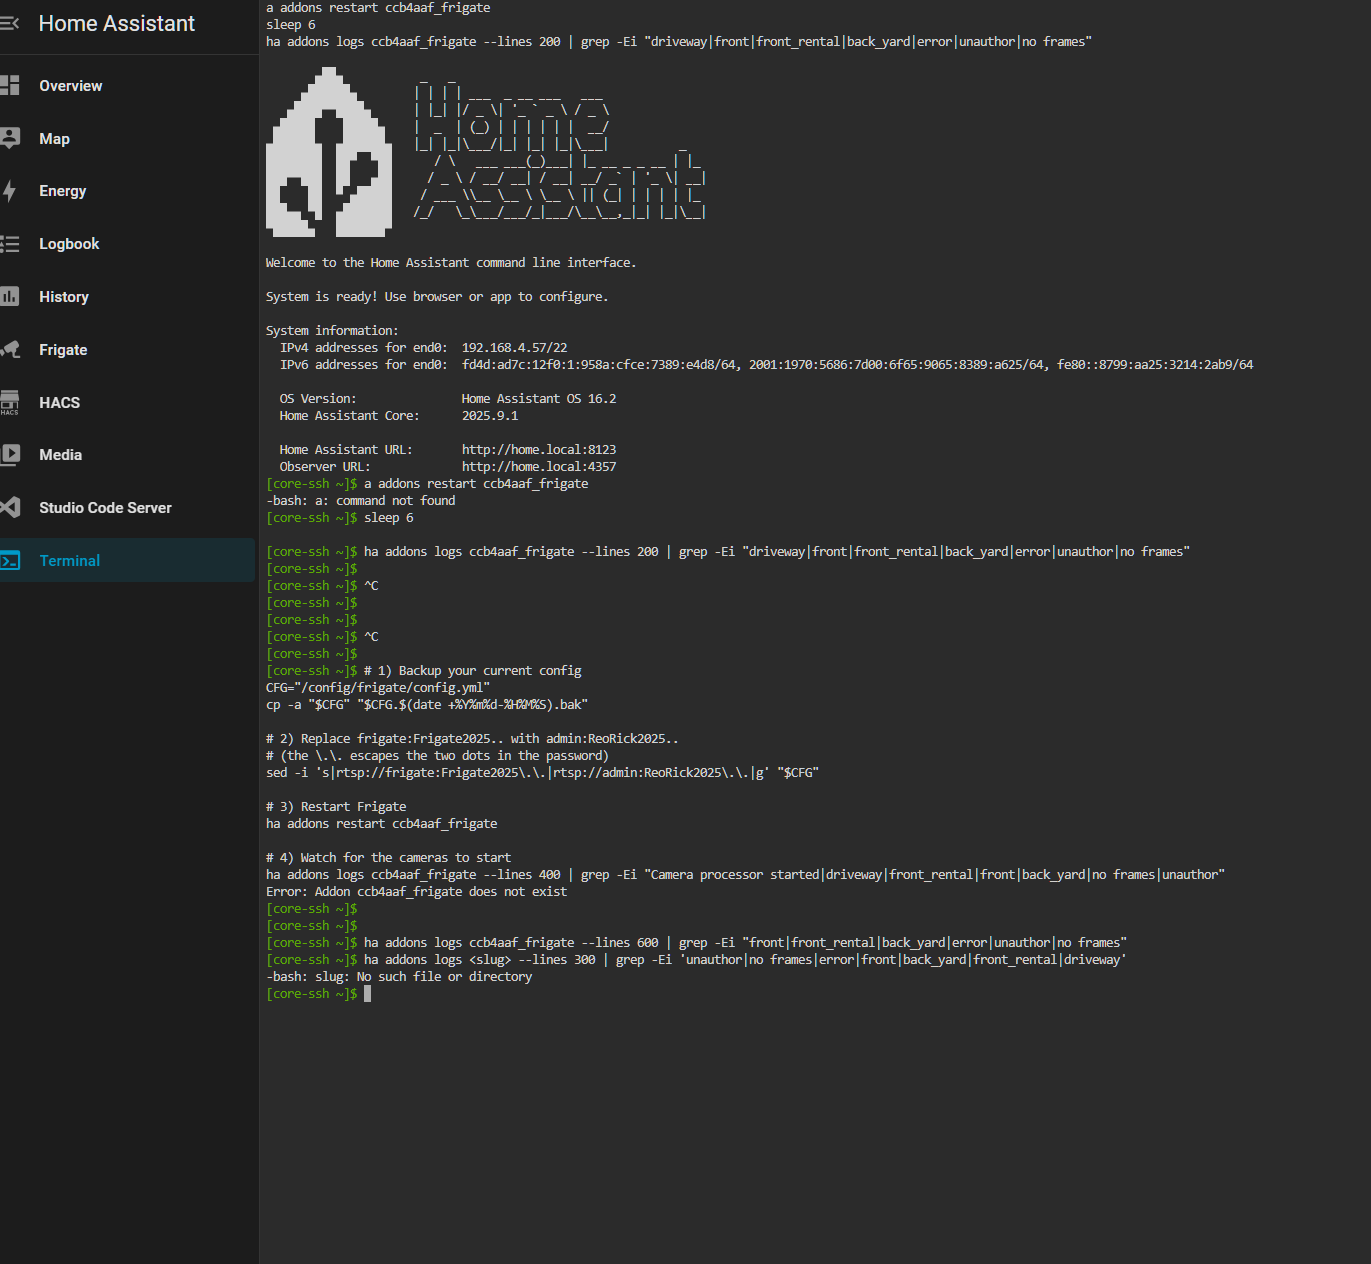 Home Assistant
Overview
Map
Energy
Logbook
History
Frigate
HACS
HACS
Media
Studio Code Server
Terminal
a addons restart ccb4aaf_frigate
sleep 6
ha addons logs ccb4aaf_frigate --lines 200 | grep -Ei "driveway|front|front_rental|back_yard|error|unauthor|no frames"
Home
Assistant
Welcome to the Home Assistant command line interface.
System is ready! Use browser or app to configure.
System information:
IPv4 addresses for end0: 192.168.4.57/22
IPv6 addresses for end0: fd4d:ad7c:12f0:1:958a:cfce:7389:e4d8/64, 2001:1970:5686:7d00:6f65:9065:8389:a625/64, fe80::8799:aa25:3214:2ab9/64
OS Version: Home Assistant OS 16.2
Home Assistant Core: 2025.9.1
Home Assistant URL: http://home.local:8123
Observer URL: http://home.local:4357
[core-ssh ~]$ a addons restart ccb4aaf_frigate
-bash: a: command not found
[core-ssh ~]$ sleep 6
[core-ssh ~]$ ha addons logs ccb4aaf_frigate --lines 200 | grep -Ei "driveway|front|front_rental|back_yard|error|unauthor|no frames"
[core-ssh ~]$
[core-ssh ~]$ ^C
[core-ssh ~]$
[core-ssh ~]$
[core-ssh ~]$ ^C
[core-ssh ~]$
[core-ssh ~]$ # 1) Backup your current config
CFG="/config/frigate/config.yml"
cp -a "$CFG" "$CFG.$(date +%Y%m%d-%H%M%S).bak"
# 2) Replace frigate:Frigate2025.. with admin:ReoRick2025..
# (the \.\. escapes the two dots in the password)
sed -i 's|rtsp://frigate:Frigate2025\.\.|rtsp://admin:ReoRick2025\.\.|g' "$CFG"
# 3) Restart Frigate
ha addons restart ccb4aaf_frigate
# 4) Watch for the cameras to start
ha addons logs ccb4aaf_frigate --lines 400 | grep -Ei "Camera processor started|driveway|front_rental|front|back_yard|no frames|unauthor"
Error: Addon ccb4aaf_frigate does not exist
[core-ssh ~]$
[core-ssh ~]$
[core-ssh ~]$ ha addons logs ccb4aaf_frigate --lines 600 | grep -Ei "front|front_rental|back_yard|error|unauthor|no frames"
[core-ssh ~]$ ha addons logs <slug> --lines 300 | grep -Ei 'unauthor|no frames|error|front|back_yard|front_rental|driveway'
-bash: slug: No such file or directory
[core-ssh ~]$